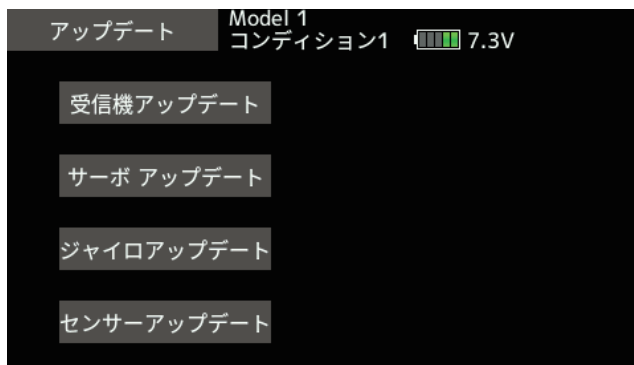 アップデート
Model 1
コンディション1 7.3V
受信機アップデート
サーボ アップデート
ジャイロアップデート
センサーアップデート